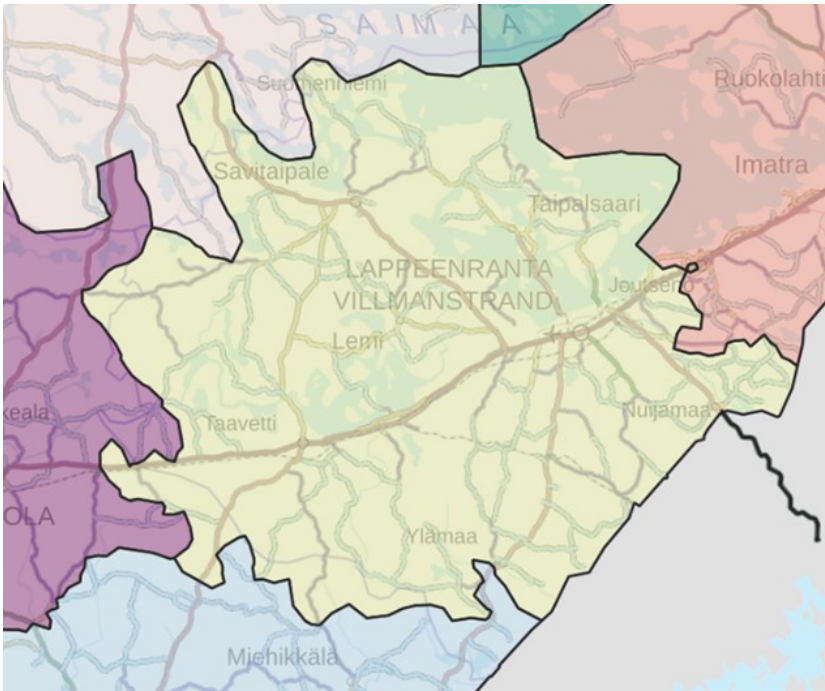 SAIMAA
Suomenniemi
Ruokolahti
Savitaipale
Imatra
Taipalsaari
LAPPEENRANTA
VILLMANSTRAND
Joutseno
Lemi
keala
Taavetti
Nuijamaa
OLA
Ylämaa
Miehikkälä